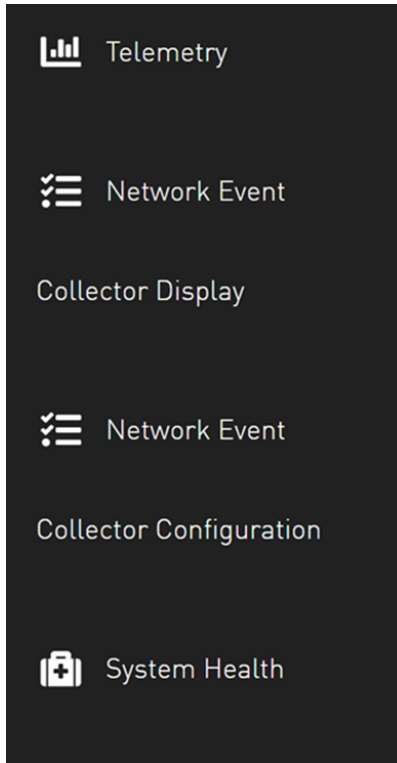 Telemetry
Network Event
Collector Display
Network Event
Collector Configuration
System Health